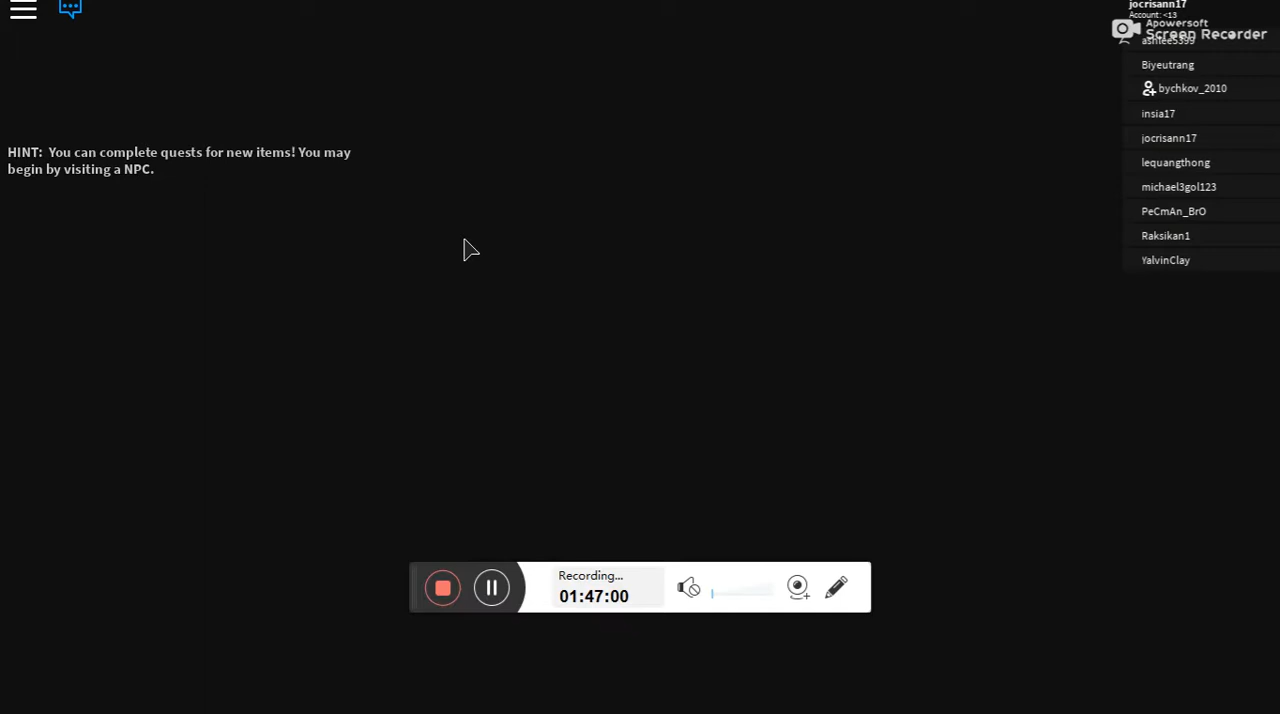 jocrisann17
Account: <13
Apowersoft
Screen Recorder
ashlee5399
Biyeutrang
bychkov_2010
insia17
jocrisann17
lequangthong
michael3gol123
PeCmAn_BrO
Raksikan1
YalvinClay
HINT: You can complete quests for new items! You may
begin by visiting a NPC.
Recording...
01:47:00